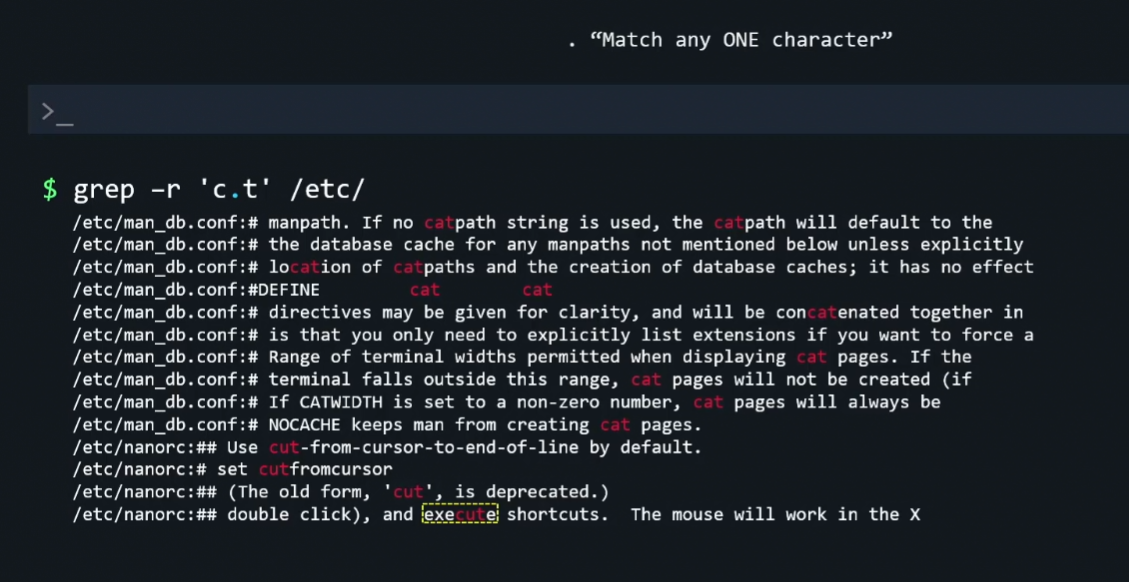 . “Match any ONE character”
>_
$ grep –r 'c.t' /etc/
/etc/man_db.conf:# manpath. If no catpath string is used, the catpath will default to the
/etc/man_db.conf:# the database cache for any manpaths not mentioned below unless explicitly
/etc/man_db.conf:# location of catpaths and the creation of database caches; it has no effect
/etc/man_db.conf:#DEFINE cat cat
/etc/man_db.conf:# directives may be given for clarity, and will be concatenated together in
/etc/man_db.conf:# is that you only need to explicitly list extensions if you want to force a
/etc/man_db.conf:# Range of terminal widths permitted when displaying cat pages. If the
/etc/man_db.conf:# terminal falls outside this range, cat pages will not be created (if
/etc/man_db.conf:# If CATWIDTH is set to a non-zero number, cat pages will always be
/etc/man_db.conf:# NOCACHE keeps man from creating cat pages.
/etc/nanorc:## Use cut-from-cursor-to-end-of-line by default.
/etc/nanorc:# set cutfromcursor
/etc/nanorc:## (The old form, 'cut', is deprecated.)
/etc/nanorc:## double click), and execute shortcuts. The mouse will work in the X